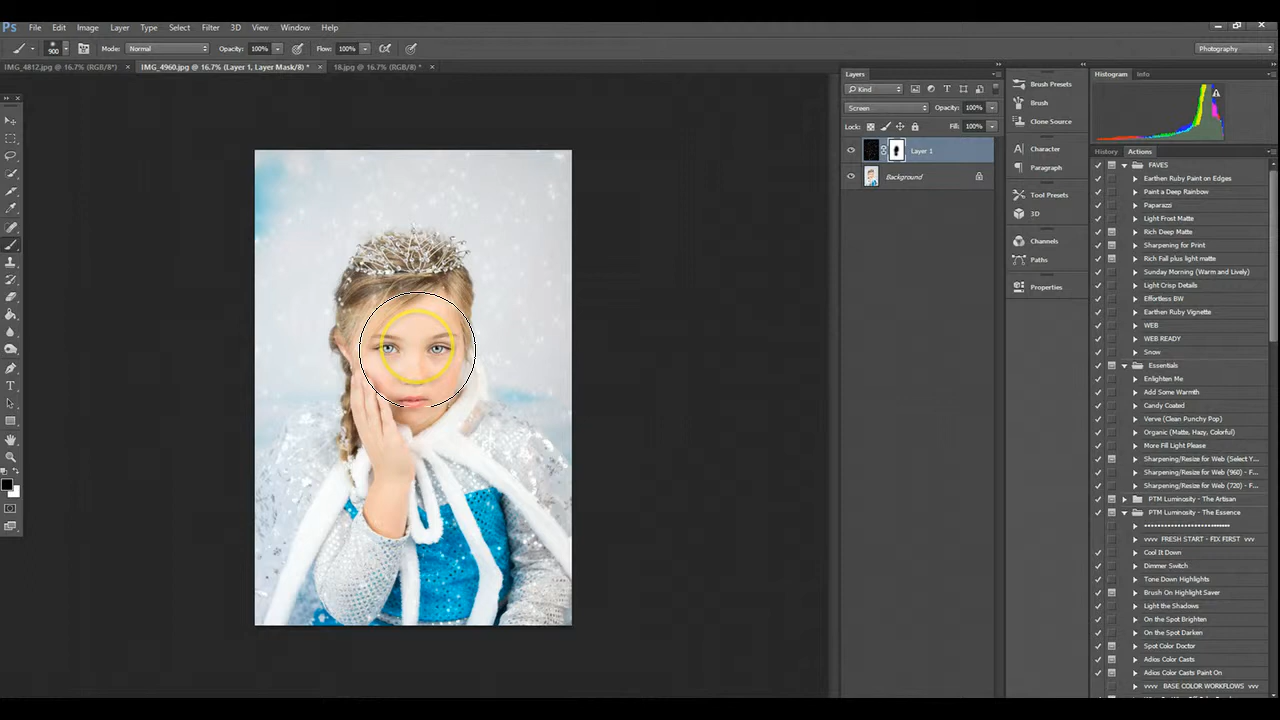 Ps File Edit Image Layer Type Select Filter 3D View Window Help
900 Mode: Normal Opacity: 100% Flow: 100% Photography
IMG_4812.jpg @ 16.7% (RGB/8*) × IMG_4960.jpg @ 16.7% (Layer 1, Layer Mask/8) * × 18.jpg @ 16.7% (RGB/8) * ×
Layers
Kind
Screen Opacity: 100%
Lock: Fill: 100%
Layer 1
Background
Brush Presets
Brush
Clone Source
Character
Paragraph
Tool Presets
3D
Channels
Paths
Properties
Histogram Info
History Actions
FAVES
Earthen Ruby Paint on Edges
Paint a Deep Rainbow
Paparazzi
Light Frost Matte
Rich Deep Matte
Sharpening for Print
Rich Fall plus light matte
Sunday Morning (Warm and Lively)
Light Crisp Details
Effortless BW
Earthen Ruby Vignette
WEB
WEB READY
Snow
Essentials
Enlighten Me
Add Some Warmth
Candy Coated
Verve (Clean Punchy Pop)
Organic (Matte, Hazy, Colorful)
More Fill Light Please
Sharpening/Resize for Web (Select Y...
Sharpening/Resize for Web (960) - F...
Sharpening/Resize for Web (720) - F...
PTM Luminosity - The Artisan
PTM Luminosity - The Essence
vvvv FRESH START - FIX FIRST vvv
Cool It Down
Dimmer Switch
Tone Down Highlights
Brush On Highlight Saver
Light the Shadows
On the Spot Brighten
On the Spot Darken
Spot Color Doctor
Adios Color Casts
Adios Color Casts Paint On
vvvv BASE COLOR WORKFLOWS vvv